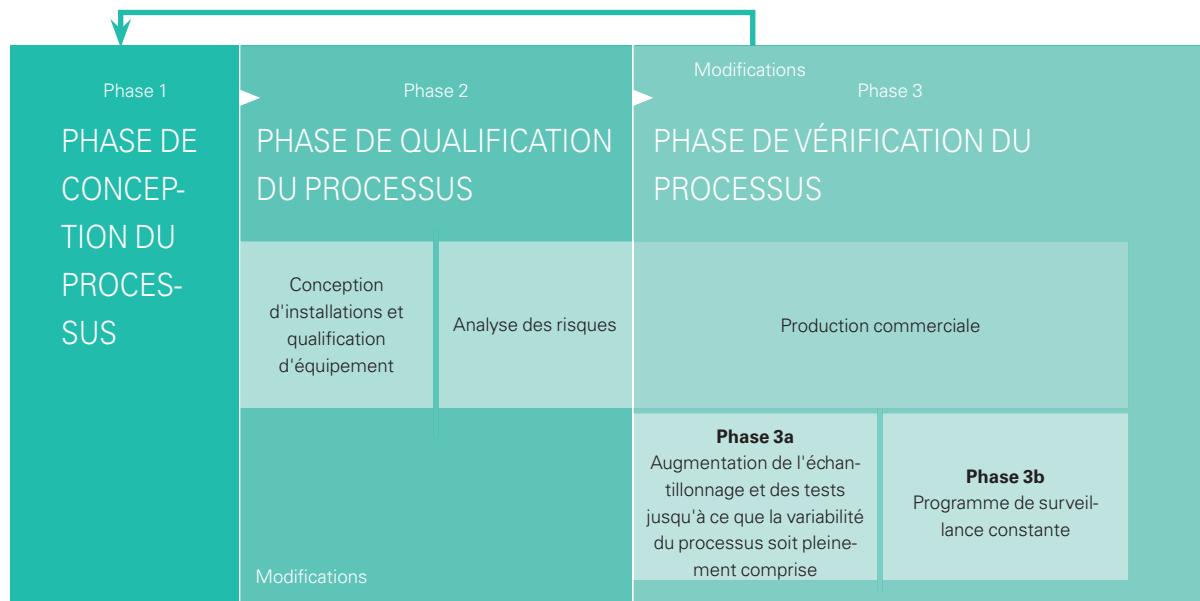 Phase 1
PHASE DE
CONCEP-
TION DU
PROCES-
SUS
Phase 2
PHASE DE QUALIFICATION
DU PROCESSUS
Conception
d'installations et
qualification
d'équipement
Analyse des risques
Modifications
Modifications
Phase 3
PHASE DE VÉRIFICATION DU
PROCESSUS
Production commerciale
Phase 3a
Augmentation de l'échan-
tillonnage et des tests
jusqu'à ce que la variabilité
du processus soit pleine-
ment comprise
Phase 3b
Programme de surveil-
lance constante